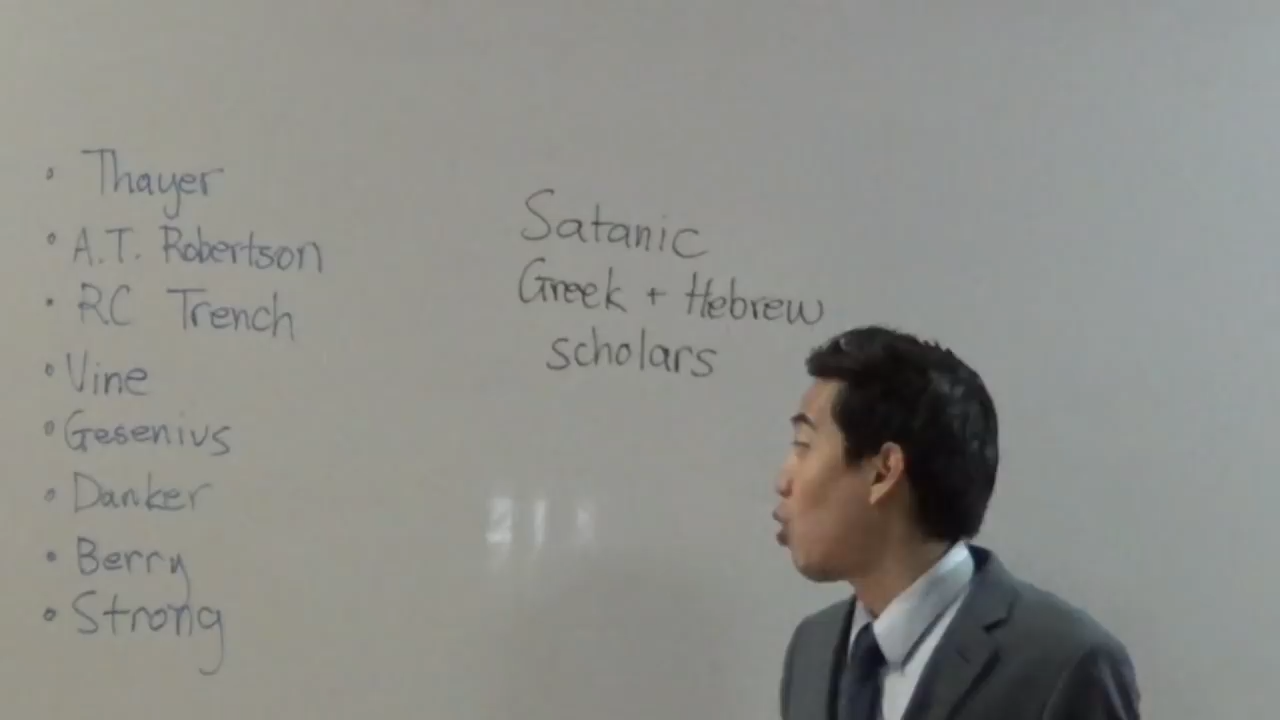 • Thayer
• A.T. Robertson
• RC Trench
• Vine
• Gesenius
• Danker
• Berry
• Strong
Satanic
Greek + Hebrew
scholars